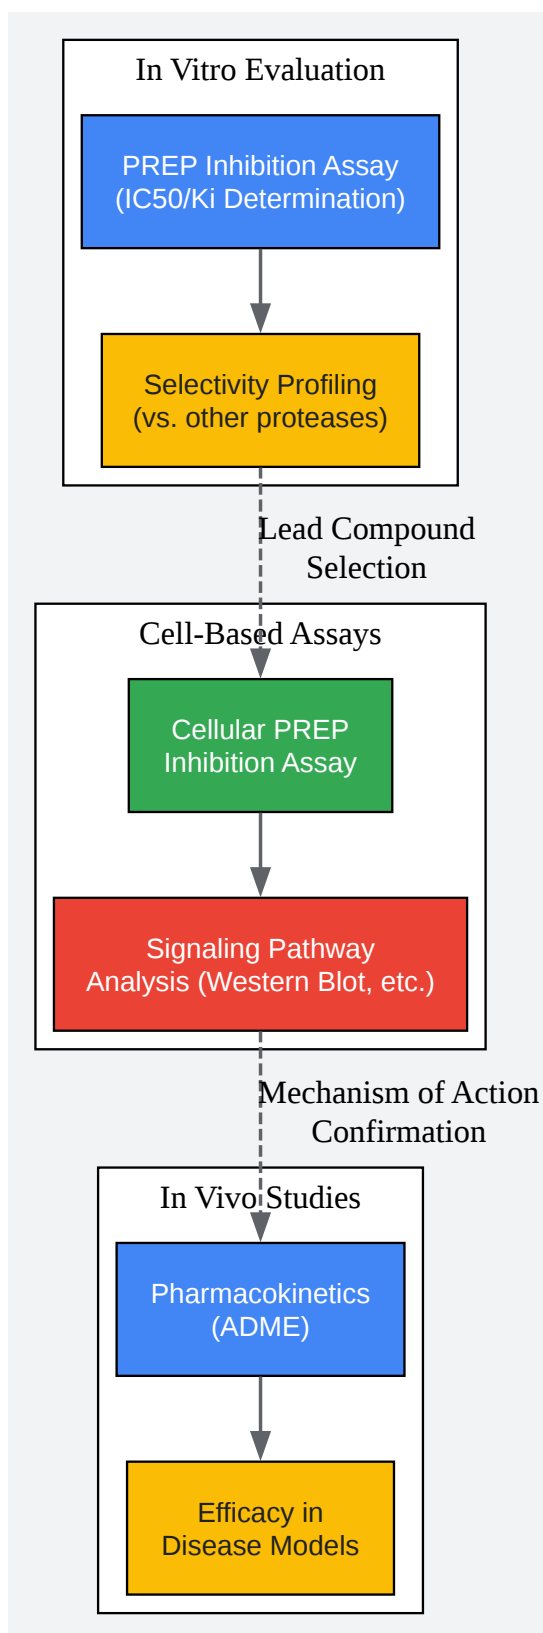 In Vitro Evaluation
PREP Inhibition Assay
(IC50/Ki Determination)
Selectivity Profiling
(vs. other proteases)
Lead Compound
Selection
Cell-Based Assays
Cellular PREP
Inhibition Assay
Signaling Pathway
Analysis (Western Blot, etc.)
Mechanism of Action
Confirmation
In Vivo Studies
Pharmacokinetics
(ADME)
Efficacy in
Disease Models